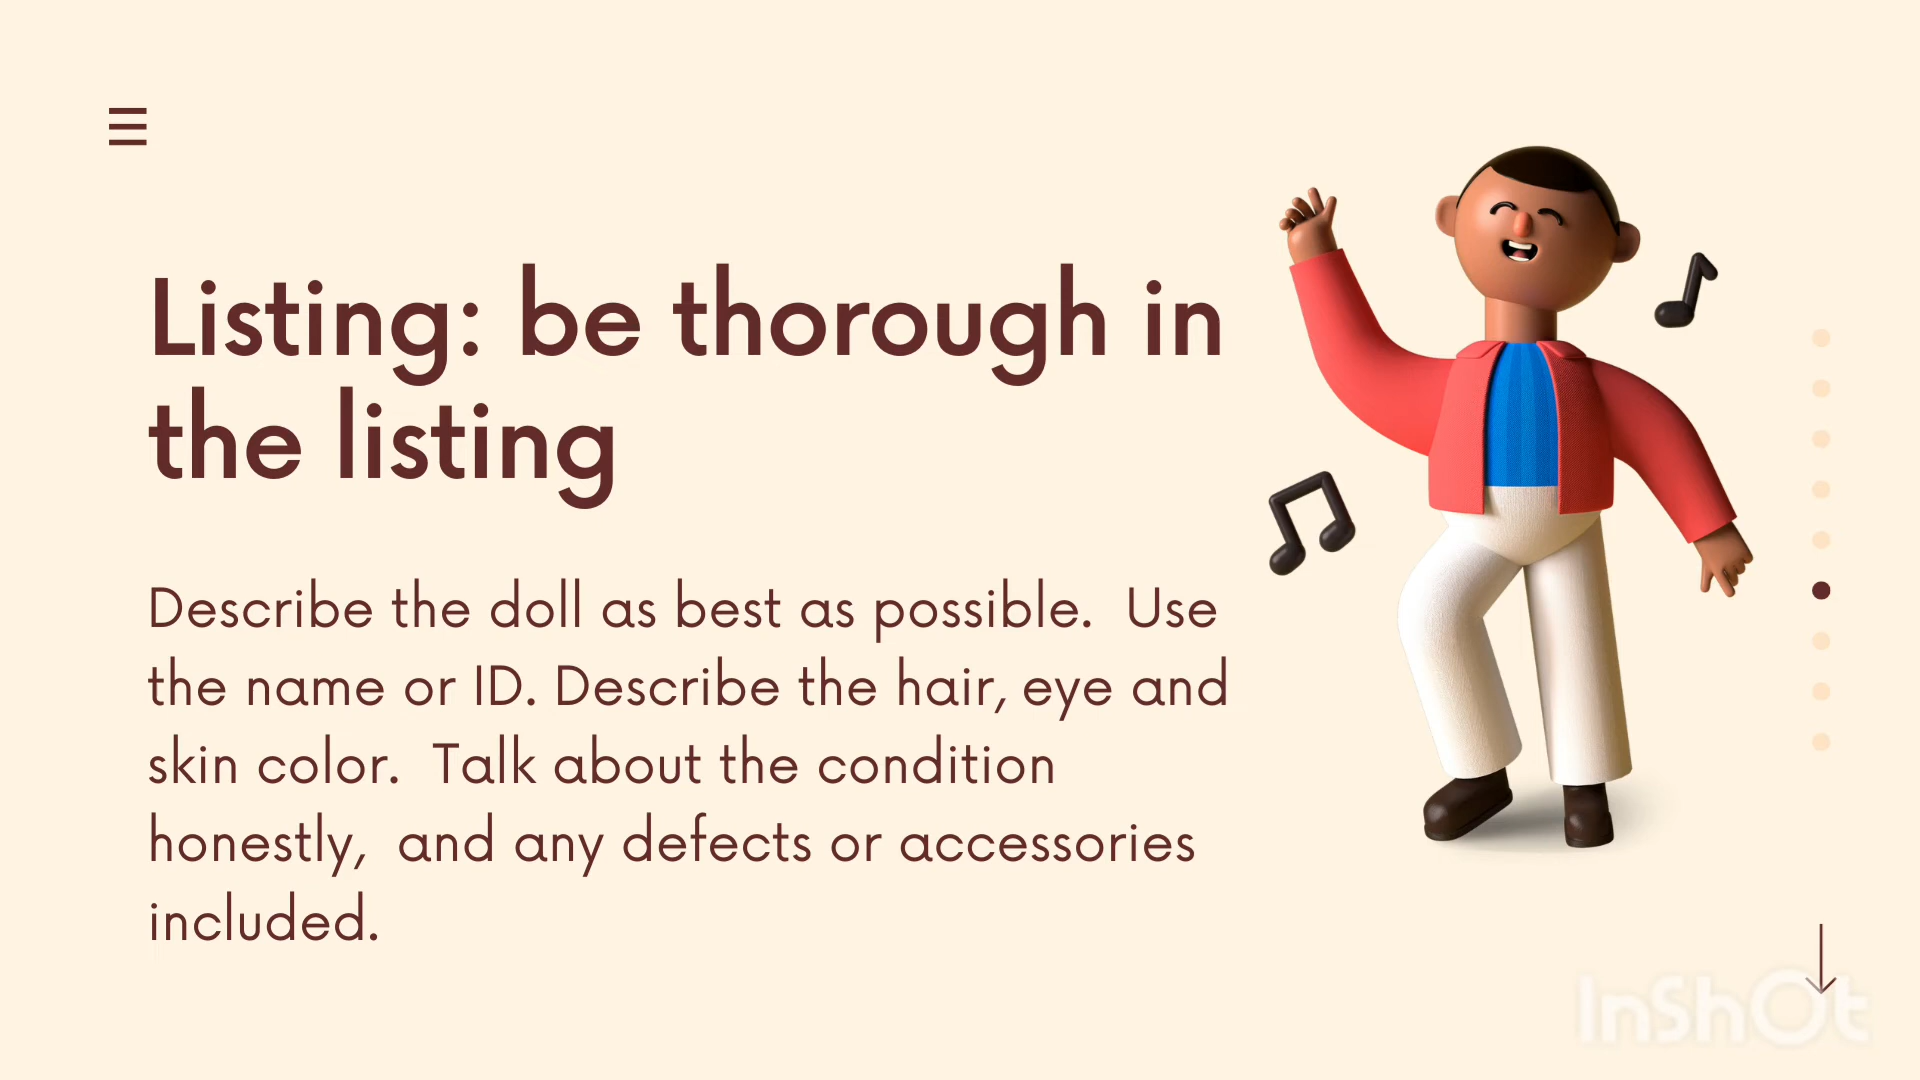 Listing: be thorough in
the listing
Describe the doll as best as possible.  Use
the name or ID. Describe the hair, eye and
skin color.  Talk about the condition
honestly,  and any defects or accessories
included.
InShOt